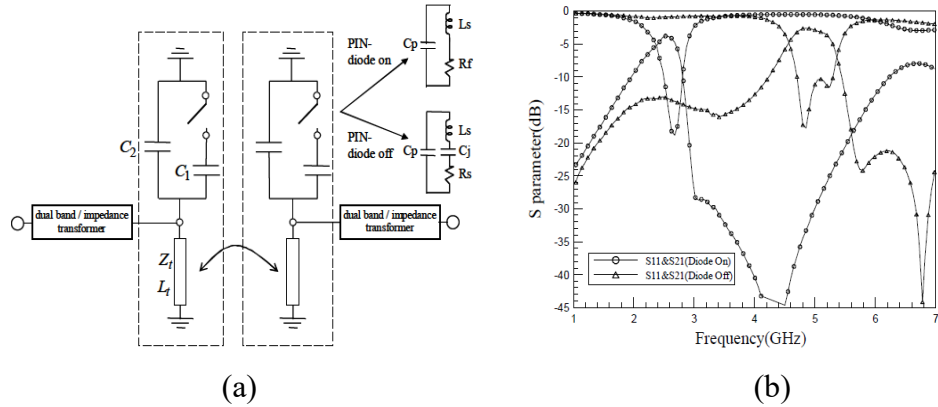 PIN-
diode on
Cp
Ls
Rf
PIN-
diode off
Cp
Ls
Cj
Rs
C2
C1
dual band / impedance
transformer
dual band / impedance
transformer
Zt
Lt
(a)
S parameter(dB)
0
-5
-10
-15
-20
-25
-30
-35
-40
-45
S11&S21(Diode On)
S11&S21(Diode Off)
1
2
3
4
5
6
7
Frequency(GHz)
(b)